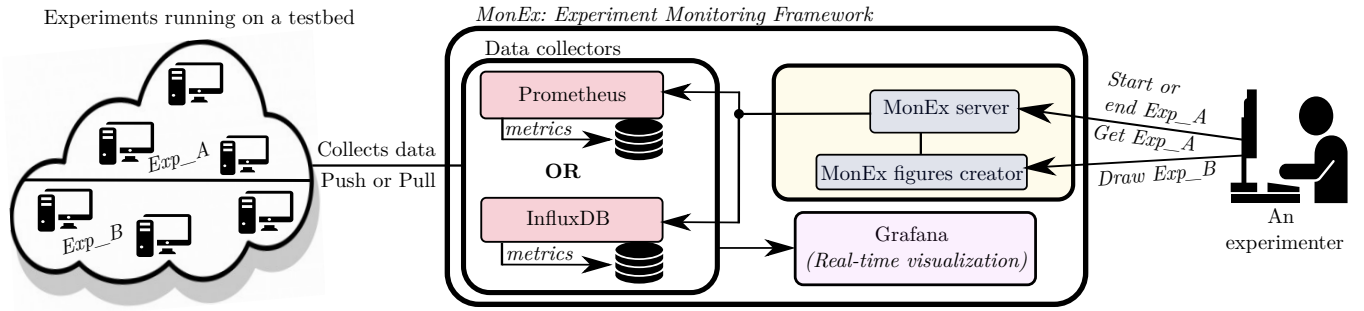 Experiments running on a testbed
Exp_A
Exp_B
Collects data
Push or Pull
MonEx: Experiment Monitoring Framework
Data collectors
Prometheus
metrics
OR
InfluxDB
metrics
MonEx server
MonEx figures creator
Grafana
(Real-time visualization)
Start or
end Exp_A
Get Exp_A
Draw Exp_B
An
experimenter